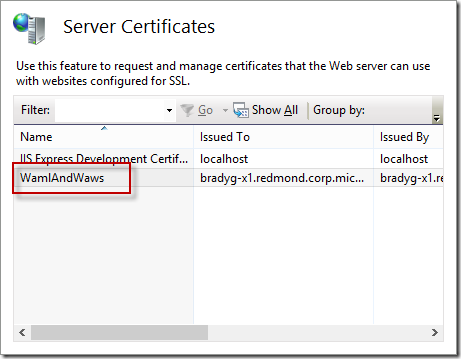 Server Certificates
Use this feature to request and manage certificates that the Web server can use
with websites configured for SSL.
Filter: Go Show All Group by:
Name Issued To Issued By
IIS Express Development Certif... localhost localhost
WamlAndWaws bradyg-x1.redmond.corp.mic... bradyg-x1.re